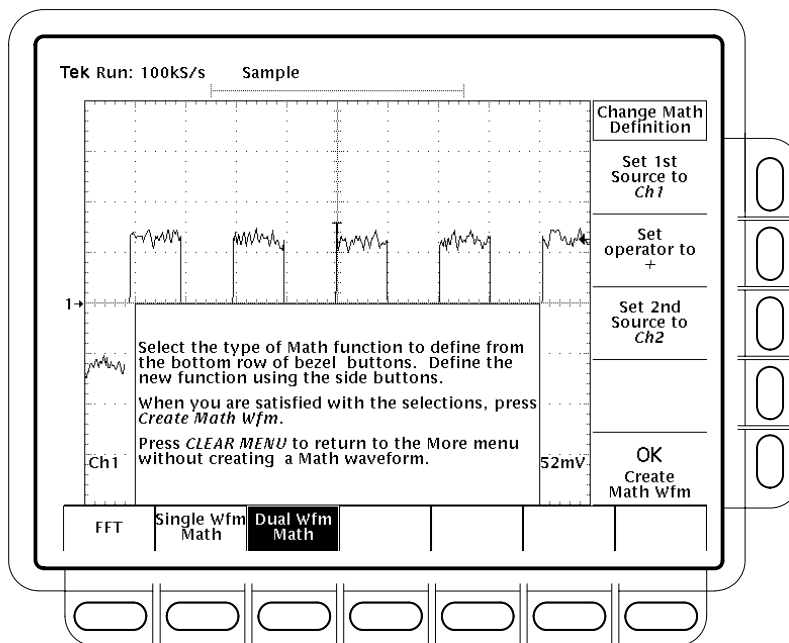 Tek Run: 100kS/s Sample
Change Math
Definition
Set 1st
Source to
Ch1
Set
operator to
+
Set 2nd
Source to
Ch2
1
Select the type of Math function to define from
the bottom row of bezel buttons. Define the
new function using the side buttons.
When you are satisfied with the selections, press
Create Math Wfm.
Press CLEAR MENU to return to the More menu
without creating a Math waveform.
Ch1
52mV
OK
Create
Math Wfm
FFT
Single Wfm
Math
Dual Wfm
Math